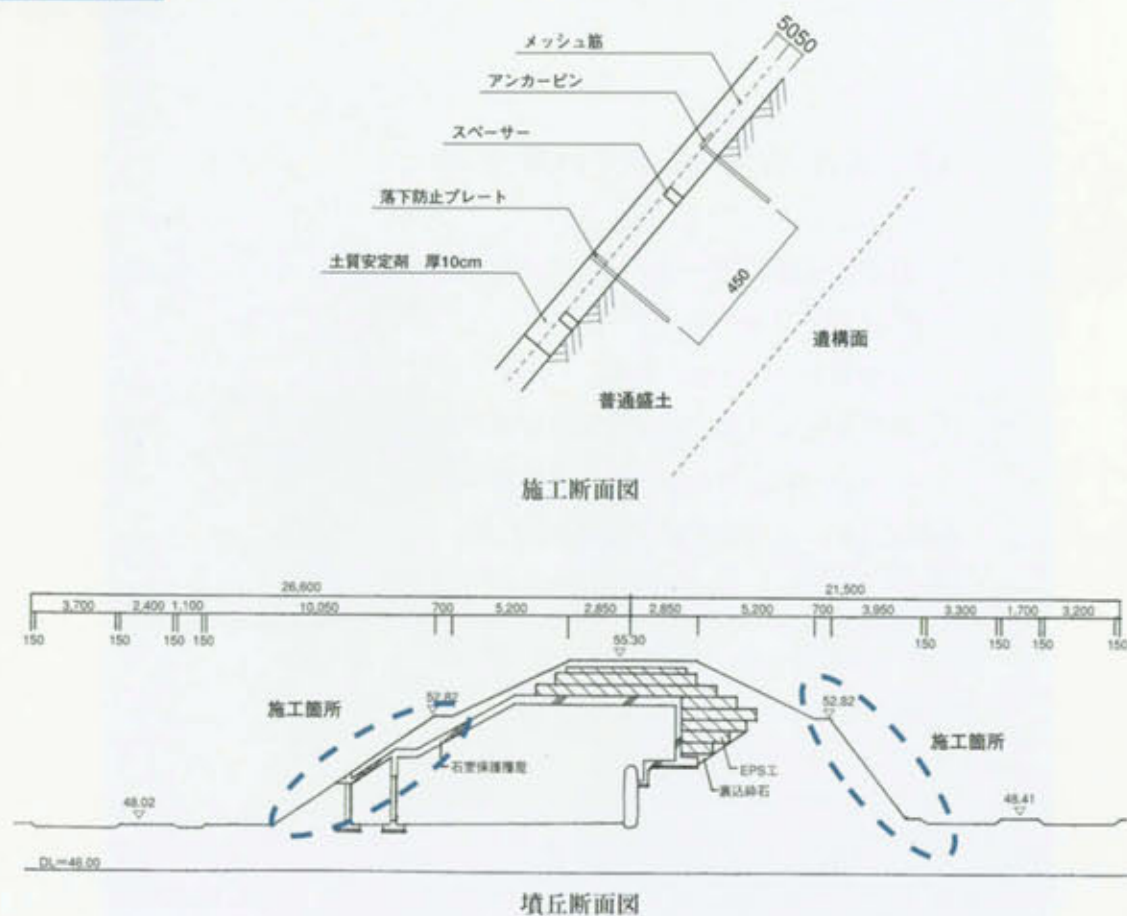 5050
メッシュ筋
アンカーピン
スペーサー
落下防止プレート
土質安定剤 厚10cm
450
遺構面
普通盛土
施工断面図
26,600 21,500
3,700 2,400 1,100 10,050 700 5,200 2,850 2,850 5,200 700 3,950 3,300 1,700 3,200
150 150 150 150 150 150 150 150
55.30
52.82 52.82
施工箇所 施工箇所
石室保護覆屋
EPS工
裏込砕石
48.02 48.41
DL=46.00
墳丘断面図